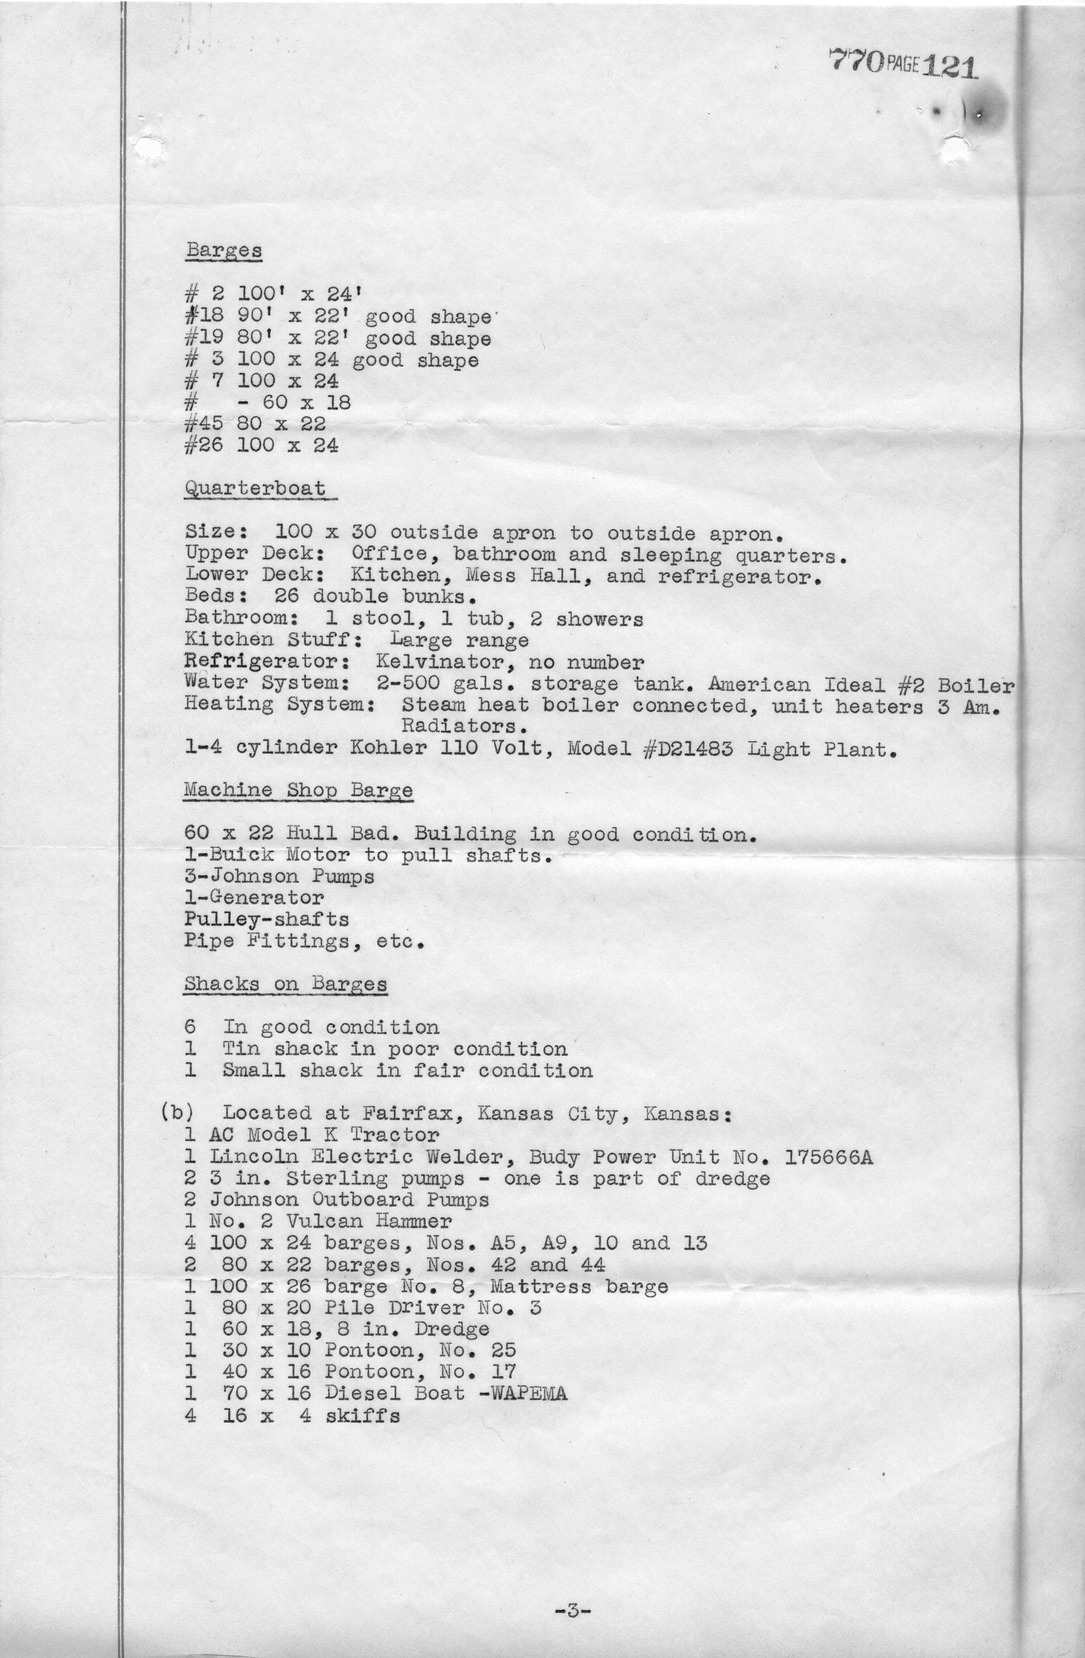 770 PAGE 121
Barges
# 2 100' x 24'
#18 90' x 22' good shape
#19 80' x 22' good shape
# 3 100 x 24 good shape
# 7 100 x 24
#   - 60 x 18
#45 80 x 22
#26 100 x 24
Quarterboat
Size:  100 x 30 outside apron to outside apron.
Upper Deck:  Office, bathroom and sleeping quarters.
Lower Deck:  Kitchen, Mess Hall, and refrigerator.
Beds:  26 double bunks.
Bathroom:  1 stool, 1 tub, 2 showers
Kitchen Stuff:  Large range
Refrigerator:  Kelvinator, no number
Water System:  2-500 gals. storage tank. American Ideal #2 Boiler
Heating System:  Steam heat boiler connected, unit heaters 3 Am.
Radiators.
1-4 cylinder Kohler 110 Volt, Model #D21483 Light Plant.
Machine Shop Barge
60 x 22 Hull Bad. Building in good condition.
1-Buick Motor to pull shafts.
3-Johnson Pumps
1-Generator
Pulley-shafts
Pipe Fittings, etc.
Shacks on Barges
6  In good condition
1  Tin shack in poor condition
1  Small shack in fair condition
(b)  Located at Fairfax, Kansas City, Kansas:
1 AC Model K Tractor
1 Lincoln Electric Welder, Budy Power Unit No. 175666A
2 3 in. Sterling pumps - one is part of dredge
2 Johnson Outboard Pumps
1 No. 2 Vulcan Hammer
4 100 x 24 barges, Nos. A5, A9, 10 and 13
2  80 x 22 barges, Nos. 42 and 44
1 100 x 26 barge No. 8, Mattress barge
1  80 x 20 Pile Driver No. 3
1  60 x 18, 8 in. Dredge
1  30 x 10 Pontoon, No. 25
1  40 x 16 Pontoon, No. 17
1  70 x 16 Diesel Boat -WAPEMA
4  16 x  4 skiffs
-3-